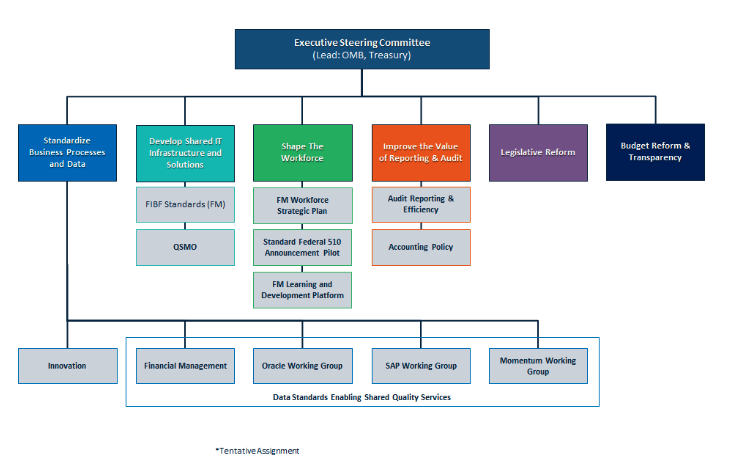 Executive Steering Committee
(Lead: OMB, Treasury)
Standardize
Business Processes
and Data
Develop Shared IT
Infrastructure and
Solutions
Shape The
Workforce
Improve the Value
of Reporting & Audit
Legislative Reform
Budget Reform &
Transparency
FIBF Standards (FM)
QSMO
FM Workforce
Strategic Plan
Standard Federal 510
Announcement Pilot
FM Learning and
Development Platform
Audit Reporting &
Efficiency
Accounting Policy
Innovation
Financial Management
Oracle Working Group
SAP Working Group
Momentum Working
Group
Data Standards Enabling Shared Quality Services
*Tentative Assignment